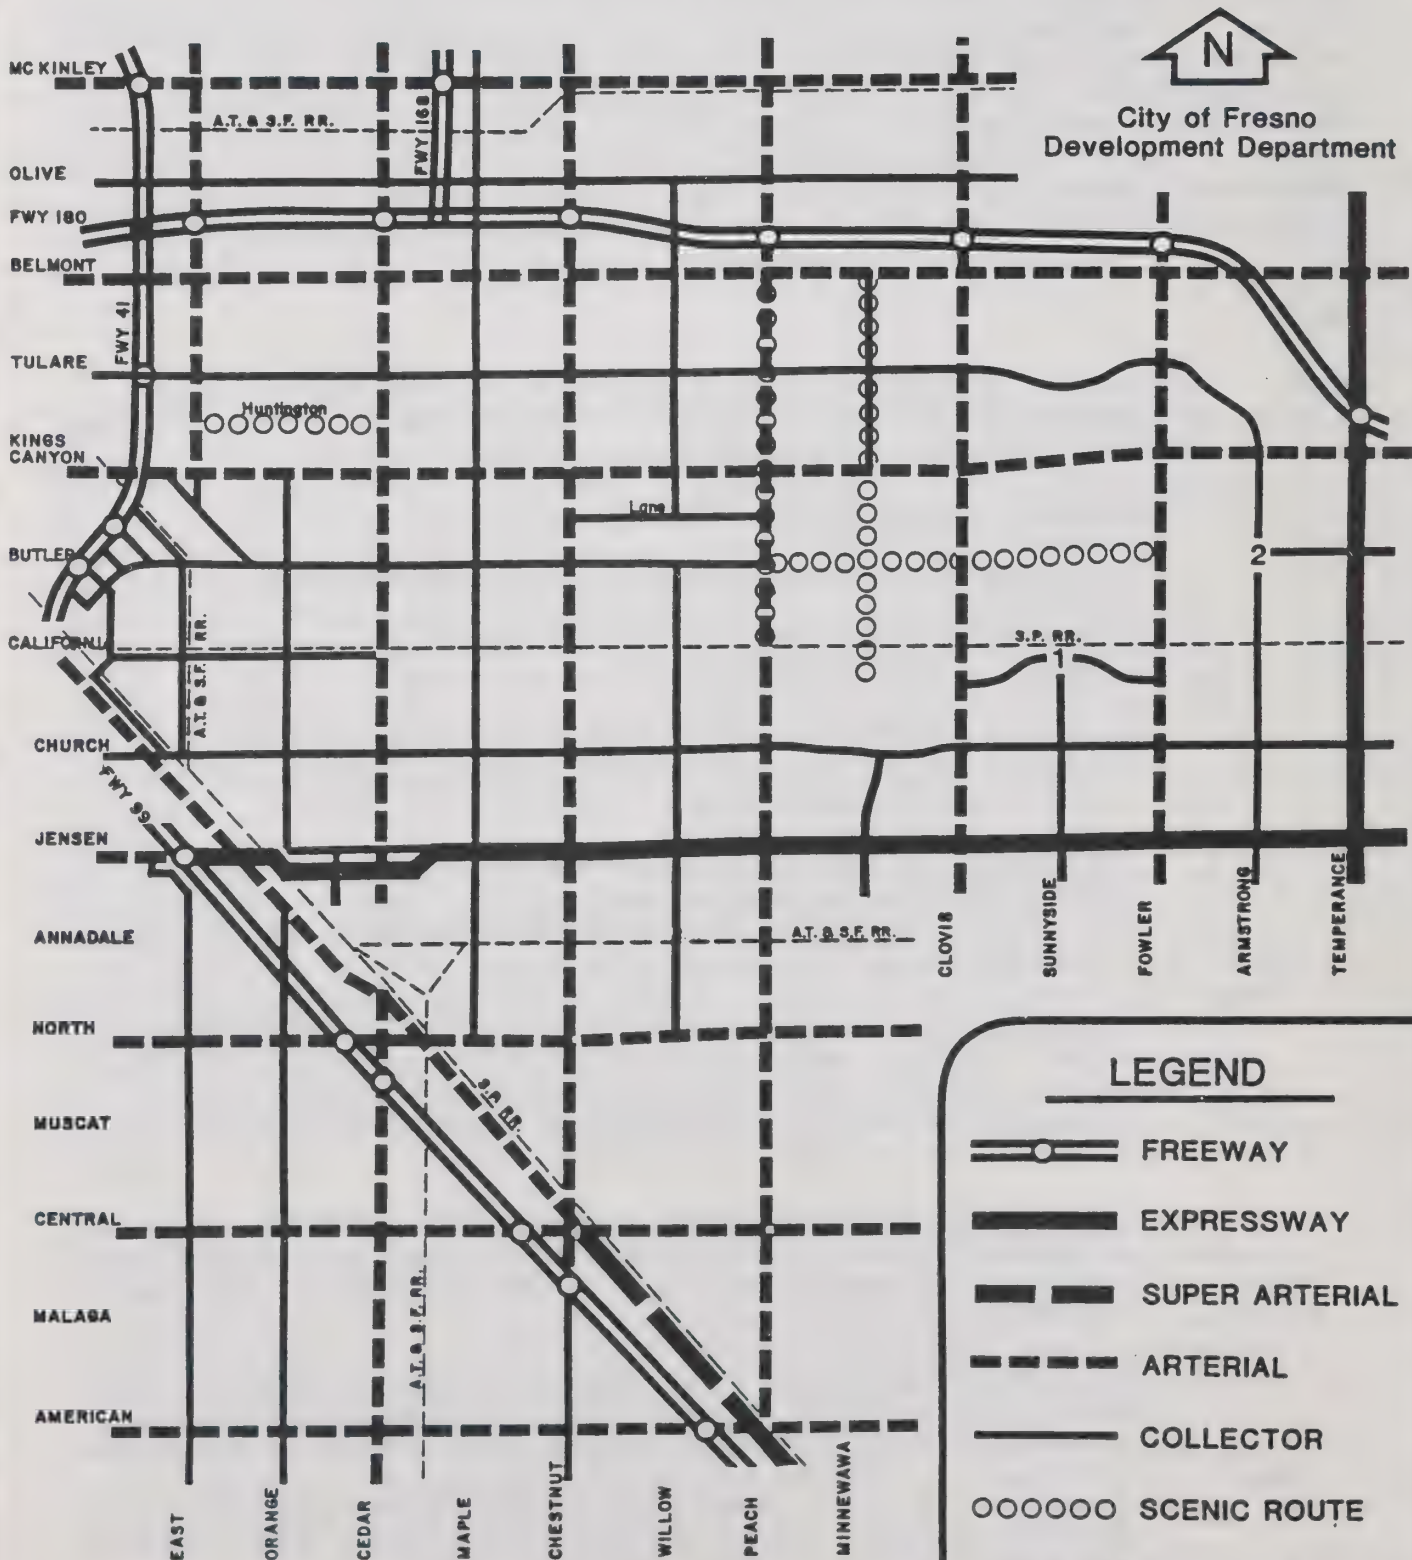 N
City of Fresno
Development Department
MC KINLEY
A.T. & S.F. RR.
FWY 168
OLIVE
FWY 180
BELMONT
FWY 41
TULARE
Huntington
KINGS
CANYON
Lane
BUTLER
2
CALIFORNIA
A.T. & S.F. RR.
S.P. RR.
1
CHURCH
FWY 99
JENSEN
ANNADALE
A.T. & S.F. RR.
CLOVIS
SUNNYSIDE
FOWLER
ARMSTRONG
TEMPERANCE
NORTH
S.P. RR.
MUSCAT
CENTRAL
MALAGA
A.T. & S.F. RR.
AMERICAN
EAST
ORANGE
CEDAR
MAPLE
CHESTNUT
WILLOW
PEACH
MINNEWAWA
LEGEND
FREEWAY
EXPRESSWAY
SUPER ARTERIAL
ARTERIAL
COLLECTOR
SCENIC ROUTE